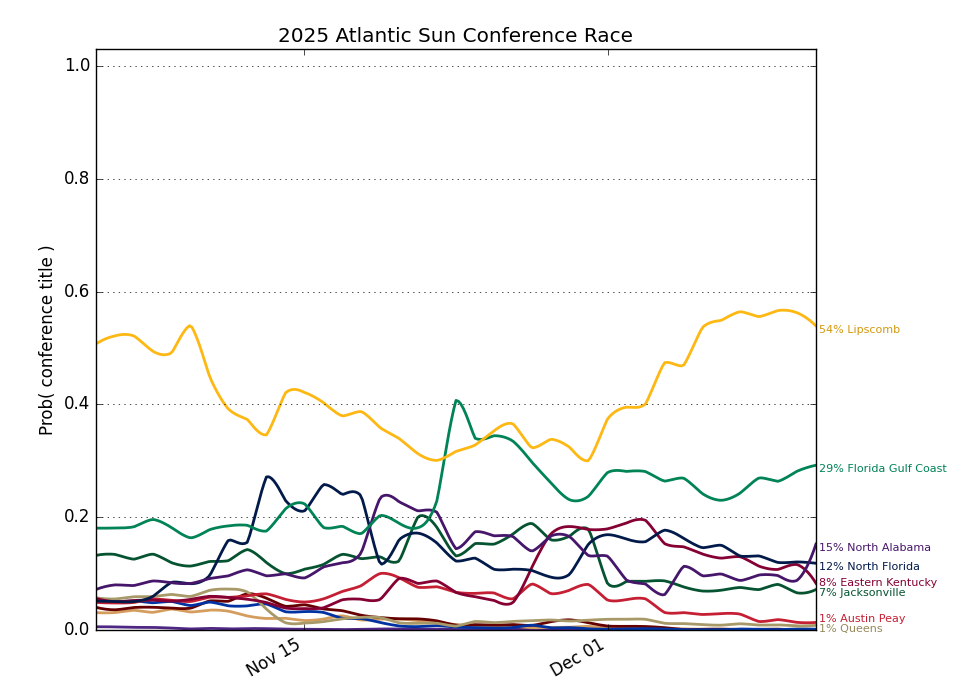 2025 Atlantic Sun Conference Race
1.0
0.8
0.6
0.4
0.2
0.0
Prob( conference title )
Nov 15
Dec 01
54% Lipscomb
29% Florida Gulf Coast
15% North Alabama
12% North Florida
8% Eastern Kentucky
7% Jacksonville
1% Austin Peay
1% Queens